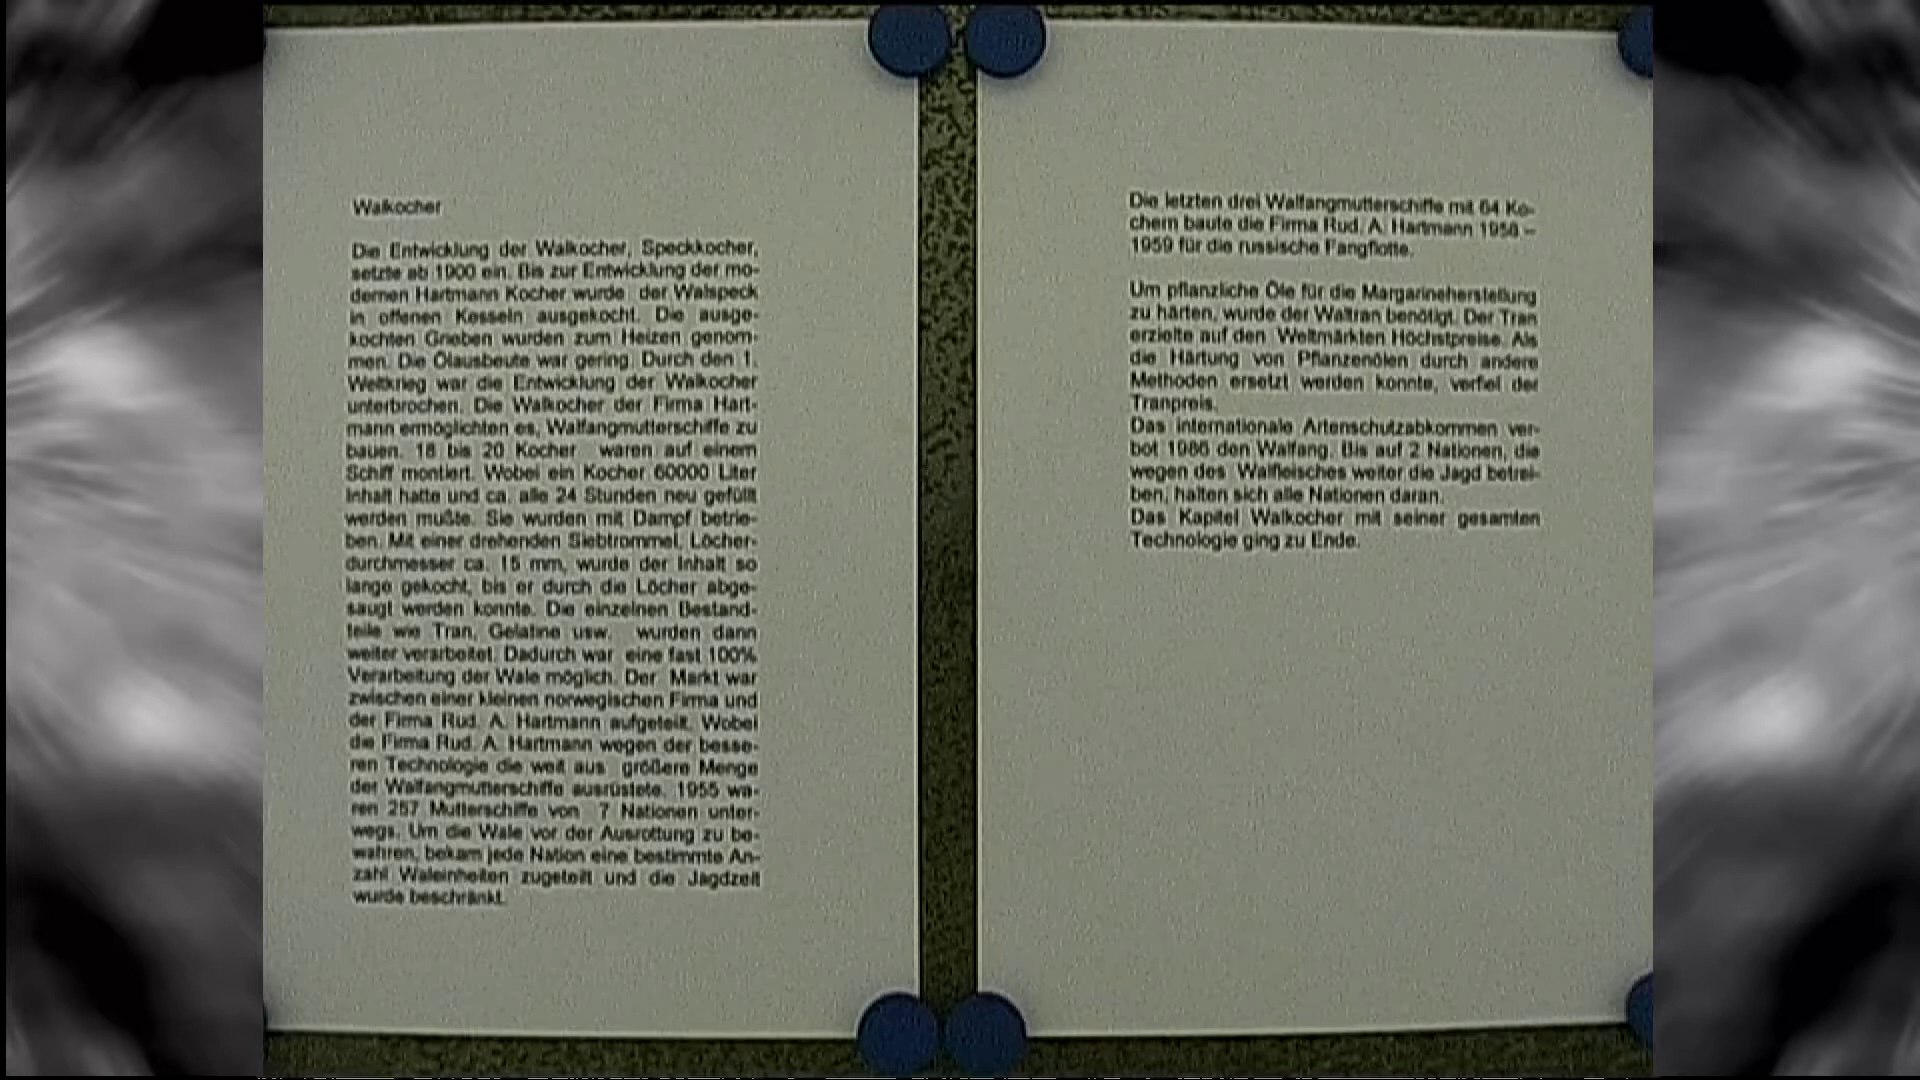 Walkocher
Die Entwicklung der Walkocher, Speckkocher,
setzte ab 1900 ein. Bis zur Entwicklung der mo-
dernen Hartmann Kocher wurde der Walspeck
in offenen Kesseln ausgekocht. Die ausge-
kochten Grieben wurden zum Heizen genom-
men. Die Ölausbeute war gering. Durch den 1.
Weltkrieg war die Entwicklung der Walkocher
unterbrochen. Die Walkocher der Firma Hart-
mann ermöglichten es, Walfangmutterschiffe zu
bauen. 18 bis 20 Kocher waren auf einem
Schiff montiert. Wobei ein Kocher 60000 Liter
Inhalt hatte und ca. alle 24 Stunden neu gefüllt
werden mußte. Sie wurden mit Dampf betrie-
ben. Mit einer drehenden Siebtrommel, Löcher-
durchmesser ca. 15 mm, wurde der Inhalt so
lange gekocht, bis er durch die Löcher abge-
saugt werden konnte. Die einzelnen Bestand-
teile wie Tran, Gelatine usw. wurden dann
weiter verarbeitet. Dadurch war eine fast 100%
Verarbeitung der Wale möglich. Der Markt war
zwischen einer kleinen norwegischen Firma und
der Firma Rud. A. Hartmann aufgeteilt. Wobei
die Firma Rud. A. Hartmann wegen der besse-
ren Technologie die weit aus größere Menge
der Walfangmutterschiffe ausrüstete. 1955 wa-
ren 257 Mutterschiffe von 7 Nationen unter-
wegs. Um die Wale vor der Ausrottung zu be-
wahren, bekam jede Nation eine bestimmte An-
zahl Waleinheiten zugeteilt und die Jagdzeit
wurde beschränkt.
Die letzten drei Walfangmutterschiffe mit 64 Ko-
chern baute die Firma Rud. A. Hartmann 1958 –
1959 für die russische Fangflotte.
Um pflanzliche Öle für die Margarineherstellung
zu härten, wurde der Waltran benötigt. Der Tran
erzielte auf den Weltmärkten Höchstpreise. Als
die Härtung von Pflanzenölen durch andere
Methoden ersetzt werden konnte, verfiel der
Tranpreis.
Das internationale Artenschutzabkommen ver-
bot 1986 den Walfang. Bis auf 2 Nationen, die
wegen des Walfleisches weiter die Jagd betrei-
ben, halten sich alle Nationen daran.
Das Kapitel Walkocher mit seiner gesamten
Technologie ging zu Ende.